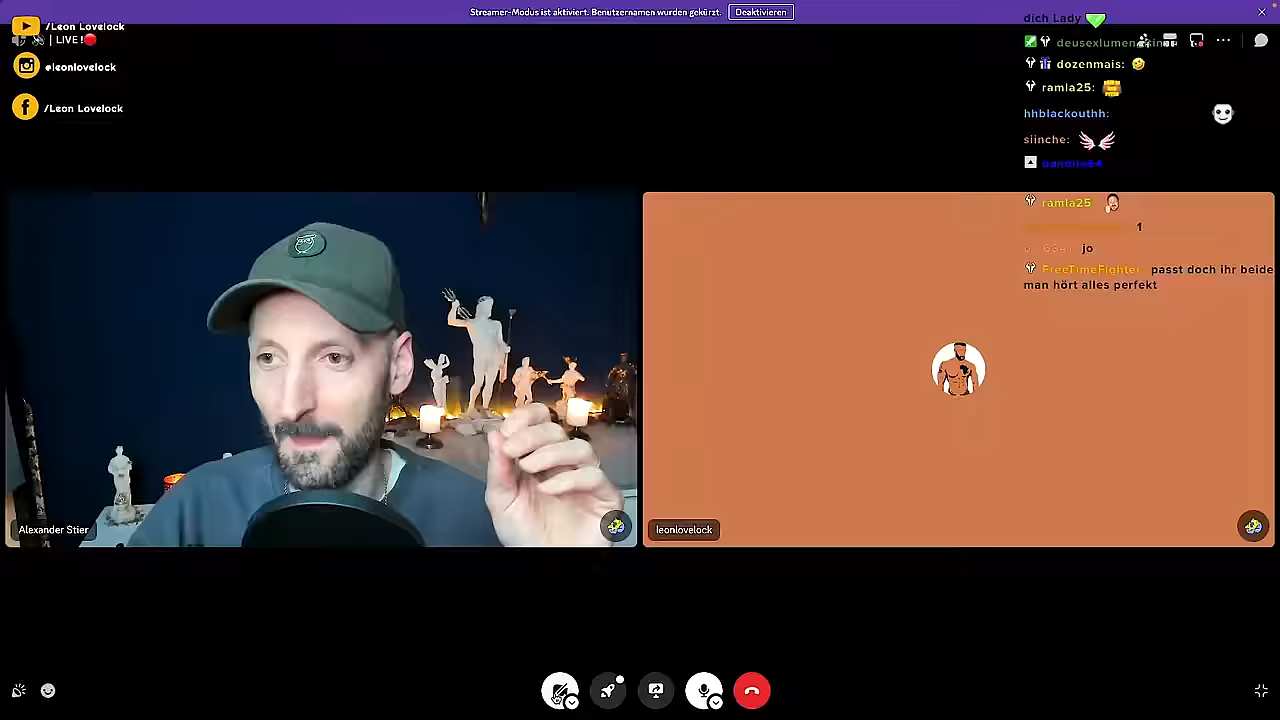 Streamer-Modus ist aktiviert. Benutzernamen wurden gekürzt. Deaktivieren
/Leon Lovelock
| LIVE !
@leonlovelock
/Leon Lovelock
dich Lady
dozenmais:
ramla25:
hhblackouthh:
siinche:
ramla25
1
jo
FreeTimeFighter passt doch ihr beide
man hört alles perfekt
Alexander Stier
leonlovelock